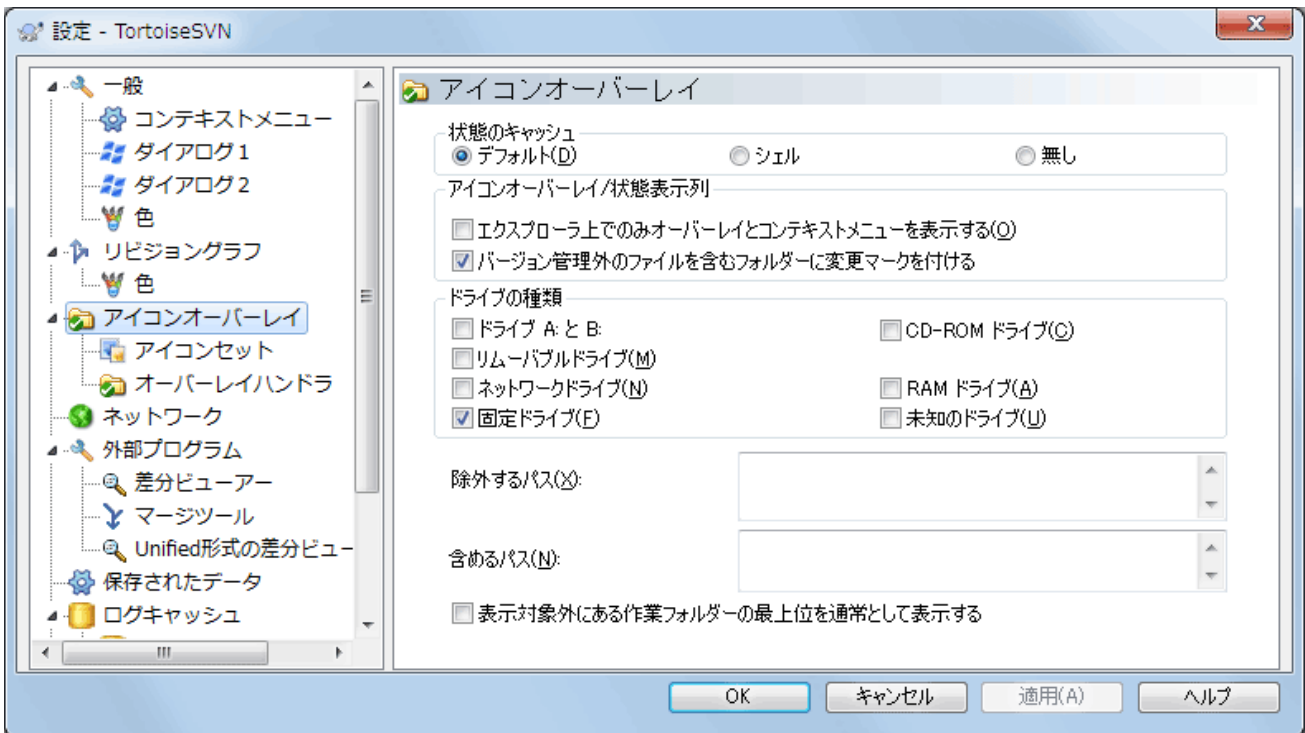 設定 - TortoiseSVN
一般
コンテキストメニュー
ダイアログ1
ダイアログ2
色
リビジョングラフ
色
アイコンオーバーレイ
アイコンセット
オーバーレイハンドラ
ネットワーク
外部プログラム
差分ビューアー
マージツール
Unified形式の差分ビュー
保存されたデータ
ログキャッシュ
アイコンオーバーレイ
状態のキャッシュ
デフォルト(D)
シェル
無し
アイコンオーバーレイ/状態表示列
エクスプローラ上でのみオーバーレイとコンテキストメニューを表示する(O)
バージョン管理外のファイルを含むフォルダーに変更マークを付ける
ドライブの種類
ドライブ A: と B:
CD-ROM ドライブ(C)
リムーバブルドライブ(M)
ネットワークドライブ(N)
RAM ドライブ(A)
固定ドライブ(F)
未知のドライブ(U)
除外するパス(X):
含めるパス(N):
表示対象外にある作業フォルダーの最上位を通常として表示する
OK
キャンセル
適用(A)
ヘルプ